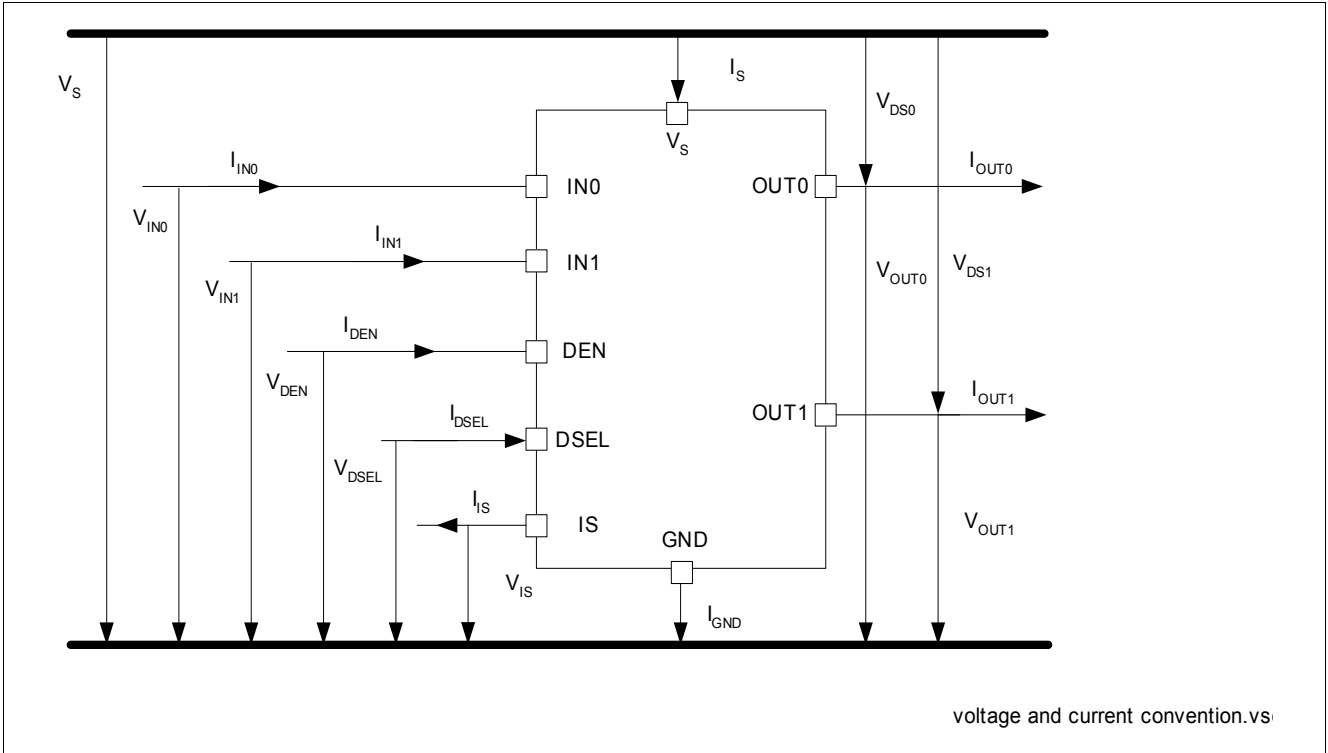 V_S
I_S
V_DS0
V_S
I_IN0
IN0
OUT0
I_OUT0
V_IN0
I_IN1
IN1
V_OUT0
V_DS1
V_IN1
I_DEN
DEN
V_DEN
I_OUT1
I_DSEL
OUT1
DSEL
V_DSEL
I_IS
IS
GND
V_OUT1
V_IS
I_GND
voltage and current convention.vs